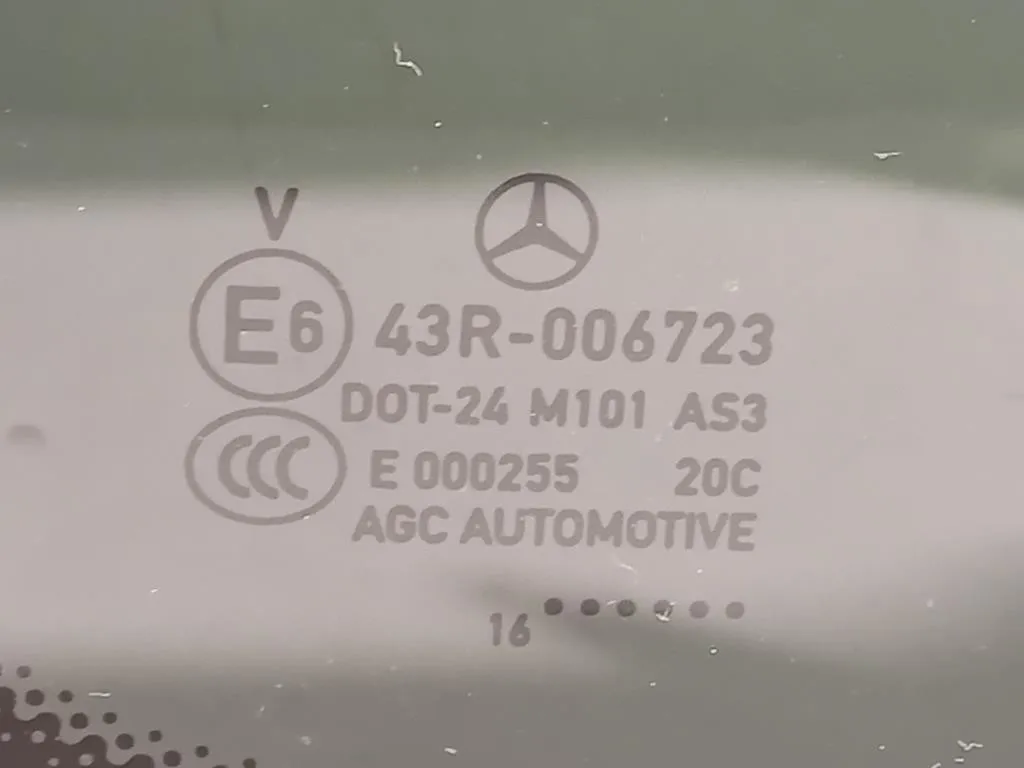 V
E6 43R-006723
DOT-24 M101 AS3
CCC E 000255 20C
AGC AUTOMOTIVE
16 ••••••